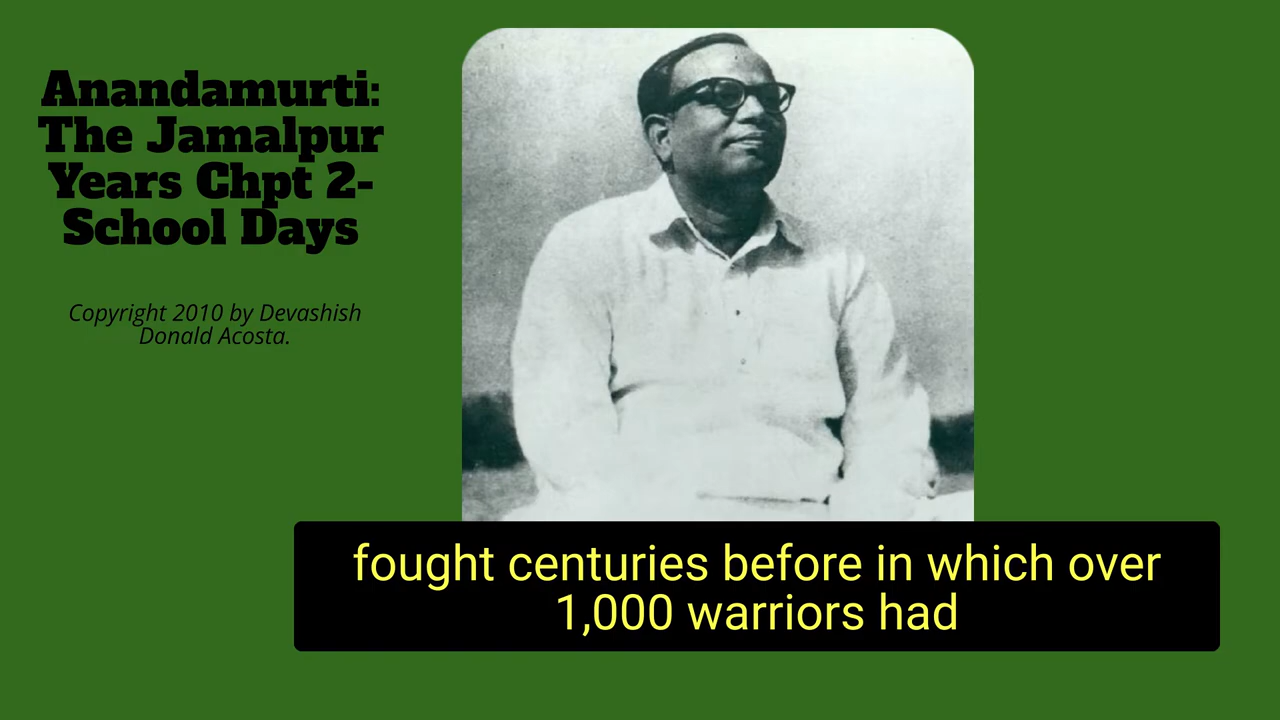 Anandamurti:
The Jamalpur
Years Chpt 2-
School Days
Copyright 2010 by Devashish
Donald Acosta.
fought centuries before in which over
1,000 warriors had